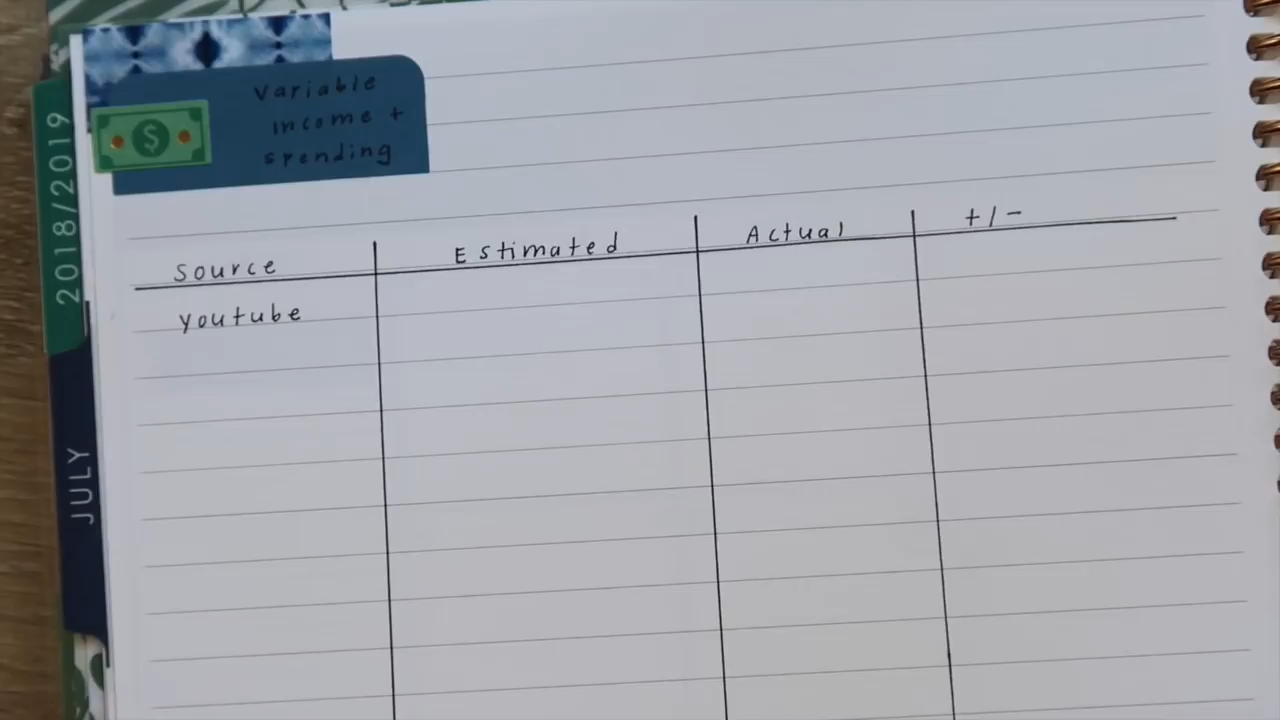 Variable
income +
spending
$
2018/2019
JULY
Source Estimated Actual +/-
Youtube